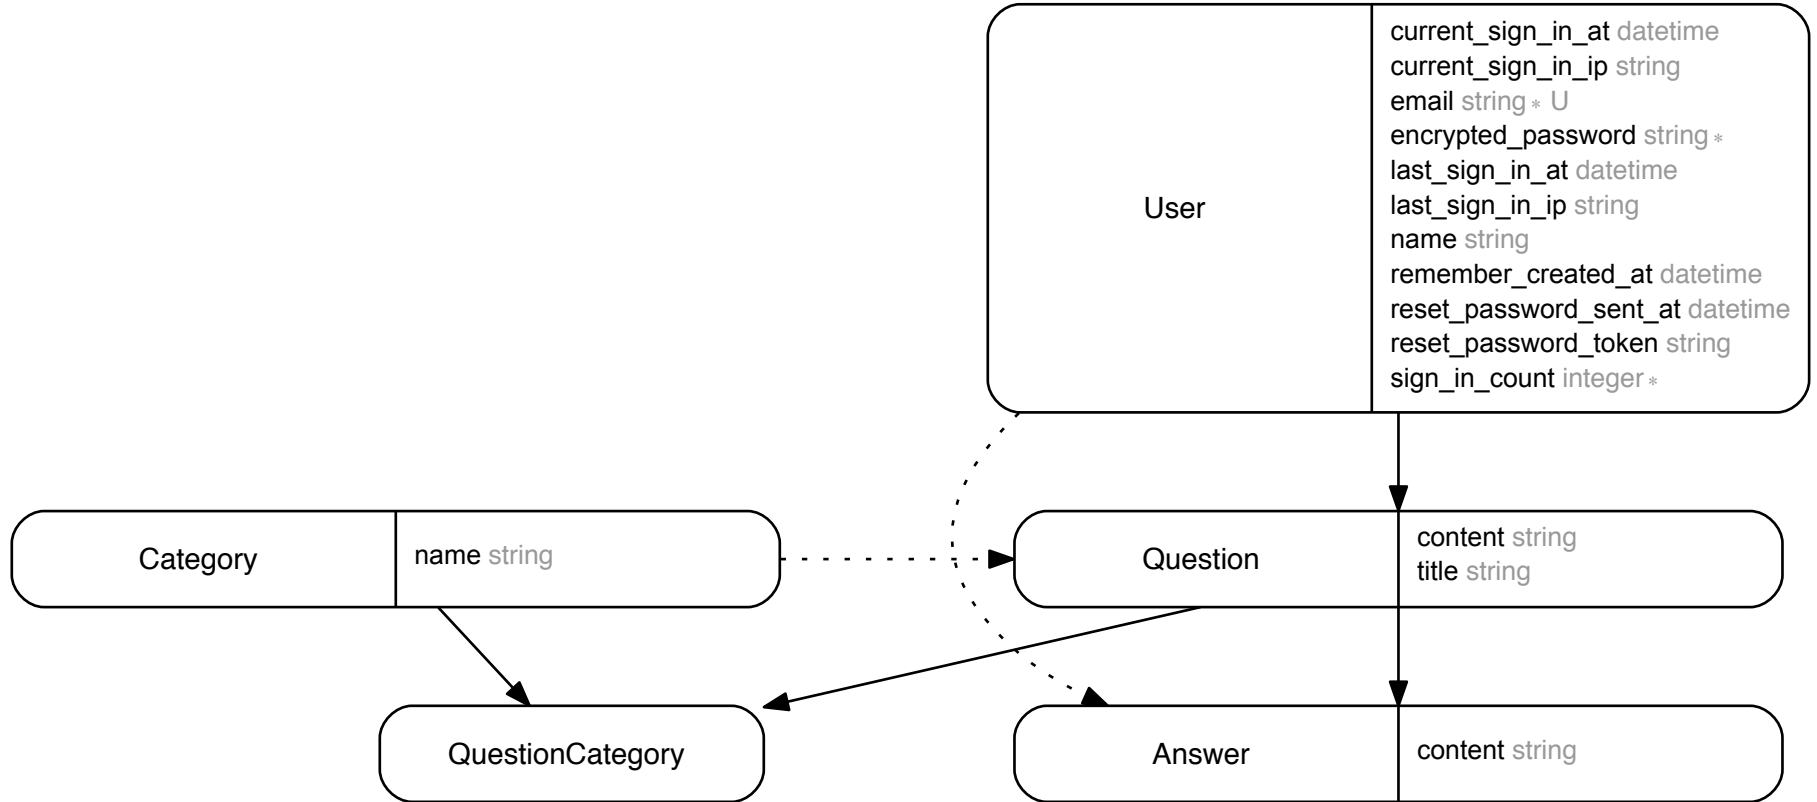 User
current_sign_in_at datetime
current_sign_in_ip string
email string * U
encrypted_password string *
last_sign_in_at datetime
last_sign_in_ip string
name string
remember_created_at datetime
reset_password_sent_at datetime
reset_password_token string
sign_in_count integer *
Category
name string
Question
content string
title string
QuestionCategory
Answer
content string